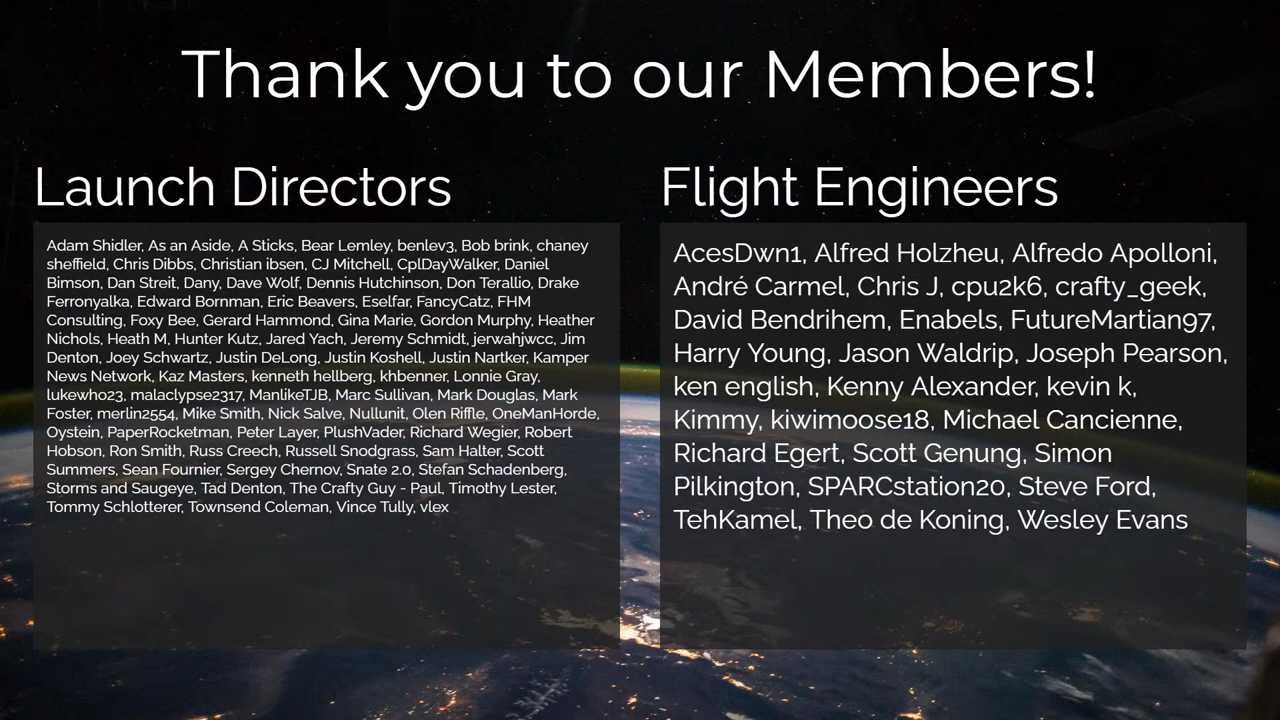 Thank you to our Members!
Launch Directors
Adam Shidler, As an Aside, A Sticks, Bear Lemley, benlev3, Bob brink, chaney
sheffield, Chris Dibbs, Christian ibsen, CJ Mitchell, CplDayWalker, Daniel
Bimson, Dan Streit, Dany, Dave Wolf, Dennis Hutchinson, Don Terallio, Drake
Ferronyalka, Edward Bornman, Eric Beavers, Eselfar, FancyCatz, FHM
Consulting, Foxy Bee, Gerard Hammond, Gina Marie, Gordon Murphy, Heather
Nichols, Heath M, Hunter Kutz, Jared Yach, Jeremy Schmidt, jerwahjwcc, Jim
Denton, Joey Schwartz, Justin DeLong, Justin Koshell, Justin Nartker, Kamper
News Network, Kaz Masters, kenneth hellberg, khbenner, Lonnie Gray,
lukewho23, malaclypse2317, ManlikeTJB, Marc Sullivan, Mark Douglas, Mark
Foster, merlin2554, Mike Smith, Nick Salve, Nullunit, Olen Riffle, OneManHorde,
Oystein, PaperRocketman, Peter Layer, PlushVader, Richard Wegier, Robert
Hobson, Ron Smith, Russ Creech, Russell Snodgrass, Sam Halter, Scott
Summers, Sean Fournier, Sergey Chernov, Snate 2.0, Stefan Schadenberg,
Storms and Saugeye, Tad Denton, The Crafty Guy - Paul, Timothy Lester,
Tommy Schlotterer, Townsend Coleman, Vince Tully, vlex
Flight Engineers
AcesDwn1, Alfred Holzheu, Alfredo Apolloni,
André Carmel, Chris J, cpu2k6, crafty_geek,
David Bendrihem, Enabels, FutureMartian97,
Harry Young, Jason Waldrip, Joseph Pearson,
ken english, Kenny Alexander, kevin k,
Kimmy, kiwimoose18, Michael Cancienne,
Richard Egert, Scott Genung, Simon
Pilkington, SPARCstation20, Steve Ford,
TehKamel, Theo de Koning, Wesley Evans